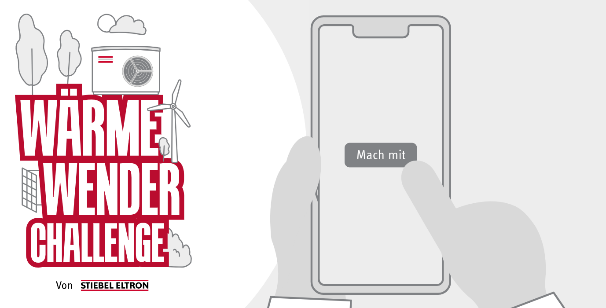 WÄRME
WENDER
CHALLENGE
Von STIEBEL ELTRON
Mach mit